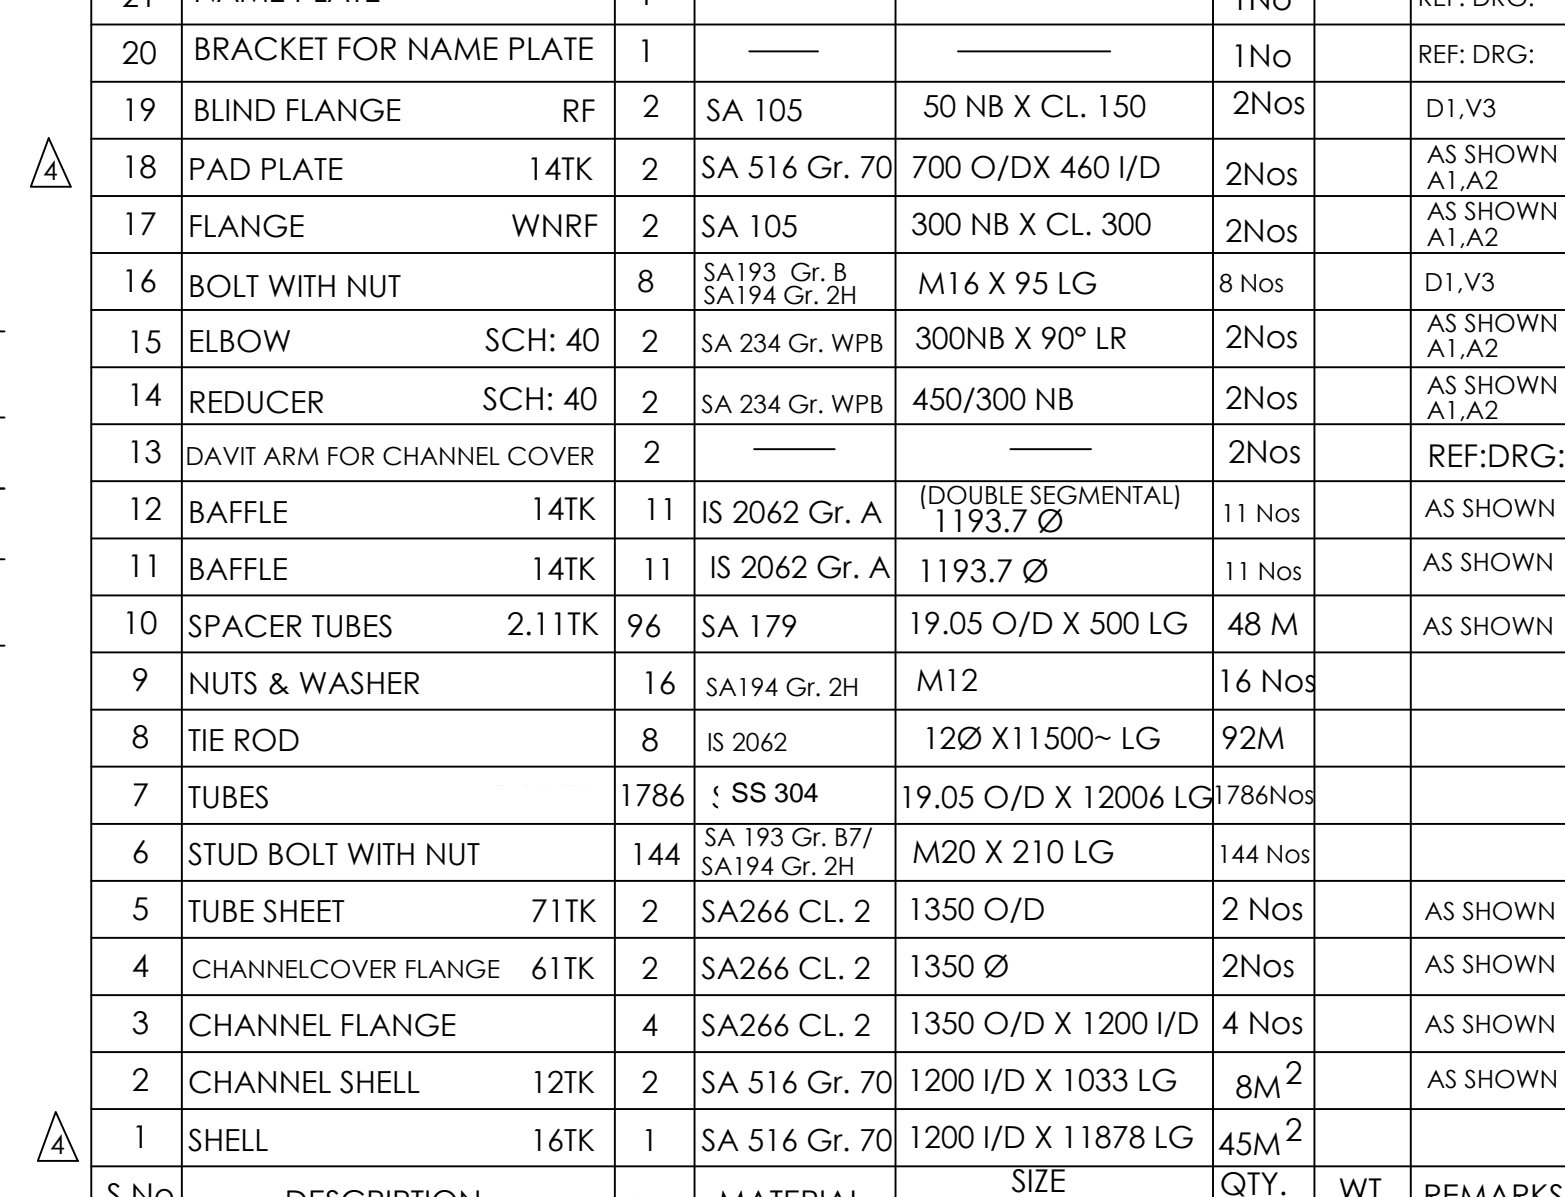 21 NAME PLATE 1 1No REF: DRG:
20 BRACKET FOR NAME PLATE 1 1No REF: DRG:
19 BLIND FLANGE RF 2 SA 105 50 NB X CL. 150 2Nos D1,V3
4
18 PAD PLATE 14TK 2 SA 516 Gr. 70 700 O/DX 460 I/D 2Nos AS SHOWN
A1,A2
17 FLANGE WNRF 2 SA 105 300 NB X CL. 300 2Nos AS SHOWN
A1,A2
16 BOLT WITH NUT 8 SA193 Gr. B
SA194 Gr. 2H M16 X 95 LG 8 Nos D1,V3
15 ELBOW SCH: 40 2 SA 234 Gr. WPB 300NB X 90° LR 2Nos AS SHOWN
A1,A2
14 REDUCER SCH: 40 2 SA 234 Gr. WPB 450/300 NB 2Nos AS SHOWN
A1,A2
13 DAVIT ARM FOR CHANNEL COVER 2 2Nos REF:DRG:
12 BAFFLE 14TK 11 IS 2062 Gr. A (DOUBLE SEGMENTAL)
1193.7 Ø 11 Nos AS SHOWN
11 BAFFLE 14TK 11 IS 2062 Gr. A 1193.7 Ø 11 Nos AS SHOWN
10 SPACER TUBES 2.11TK 96 SA 179 19.05 O/D X 500 LG 48 M AS SHOWN
9 NUTS & WASHER 16 SA194 Gr. 2H M12 16 Nos
8 TIE ROD 8 IS 2062 12Ø X11500~ LG 92M
7 TUBES 1786 SS 304 19.05 O/D X 12006 LG 1786Nos
6 STUD BOLT WITH NUT 144 SA 193 Gr. B7/
SA194 Gr. 2H M20 X 210 LG 144 Nos
5 TUBE SHEET 71TK 2 SA266 CL. 2 1350 O/D 2 Nos AS SHOWN
4 CHANNELCOVER FLANGE 61TK 2 SA266 CL. 2 1350 Ø 2Nos AS SHOWN
3 CHANNEL FLANGE 4 SA266 CL. 2 1350 O/D X 1200 I/D 4 Nos AS SHOWN
2 CHANNEL SHELL 12TK 2 SA 516 Gr. 70 1200 I/D X 1033 LG 8M2 AS SHOWN
4
1 SHELL 16TK 1 SA 516 Gr. 70 1200 I/D X 11878 LG 45M2
S.No DESCRIPTION MATERIAL SIZE QTY. WT REMARKS